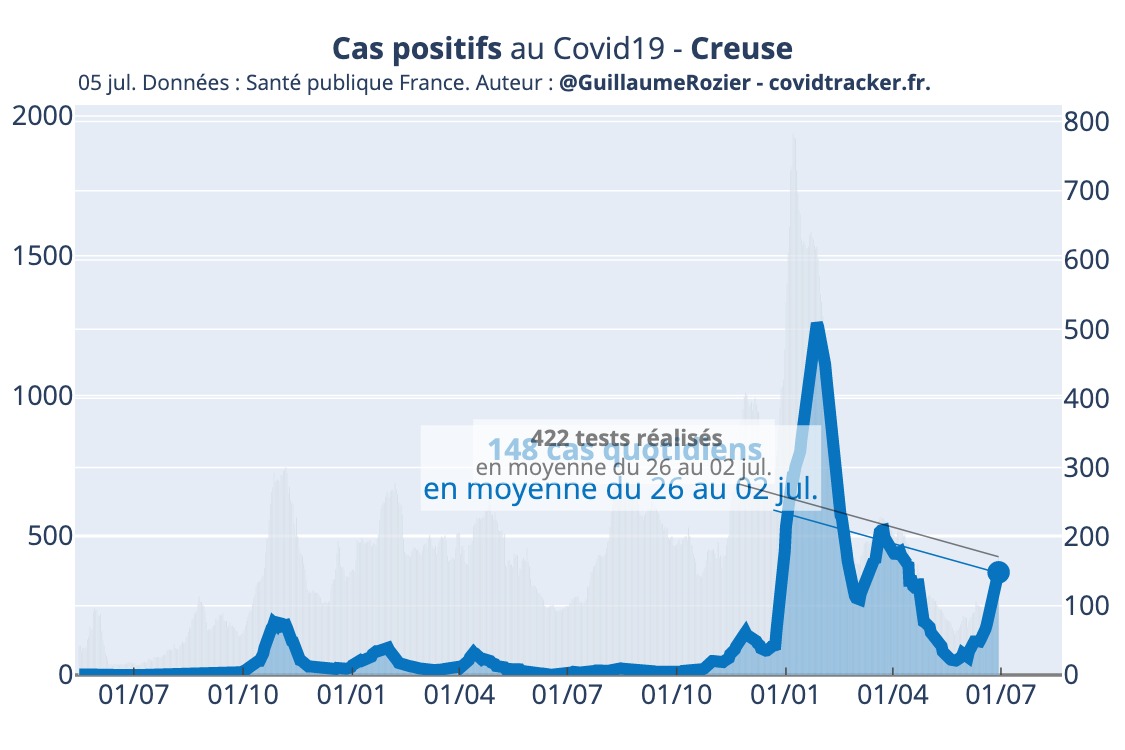 Cas positifs au Covid19 - Creuse
05 jul. Données : Santé publique France. Auteur : @GuillaumeRozier - covidtracker.fr.
2000
1500
1000
500
0
800
700
600
500
400
300
200
100
0
422 tests réalisés
en moyenne du 26 au 02 jul.
148 cas quotidiens
en moyenne du 26 au 02 jul.
01/07 01/10 01/01 01/04 01/07 01/10 01/01 01/04 01/07